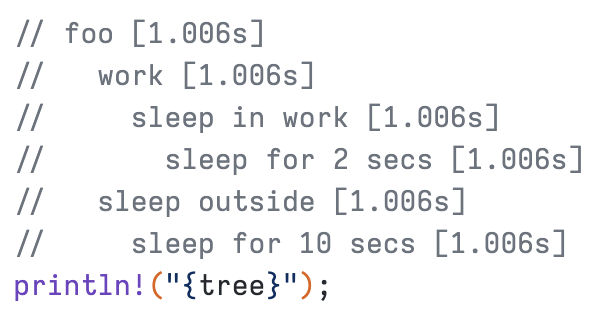 // foo [1.006s]
//   work [1.006s]
//     sleep in work [1.006s]
//       sleep for 2 secs [1.006s]
//   sleep outside [1.006s]
//     sleep for 10 secs [1.006s]
println!("{tree}");